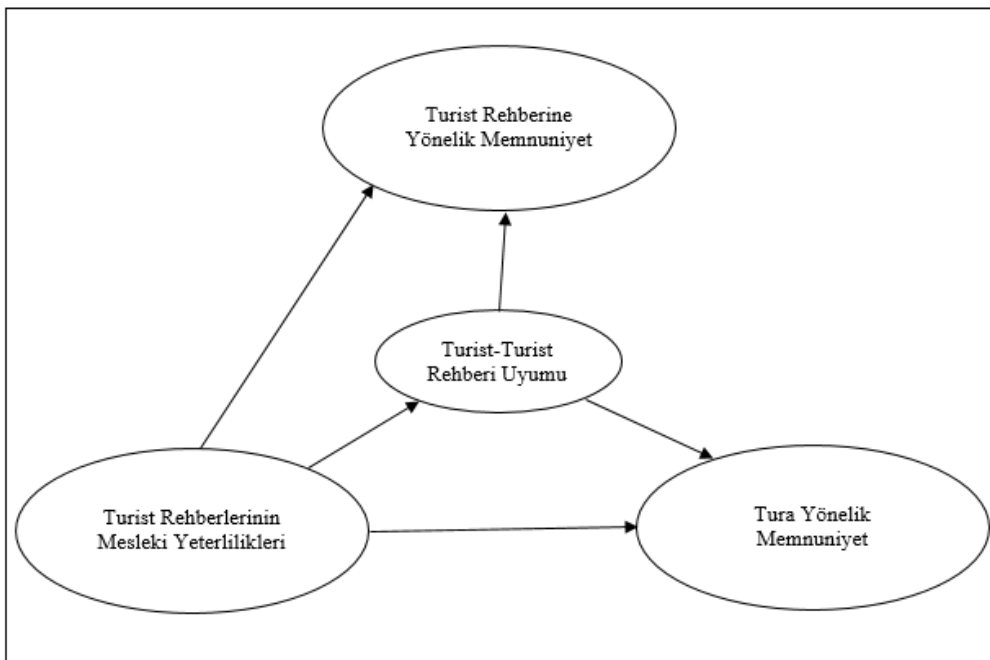 Turist Rehberine
Yönelik Memnuniyet
Turist-Turist
Rehberi Uyumu
Turist Rehberlerinin
Mesleki Yeterlilikleri
Tura Yönelik
Memnuniyet